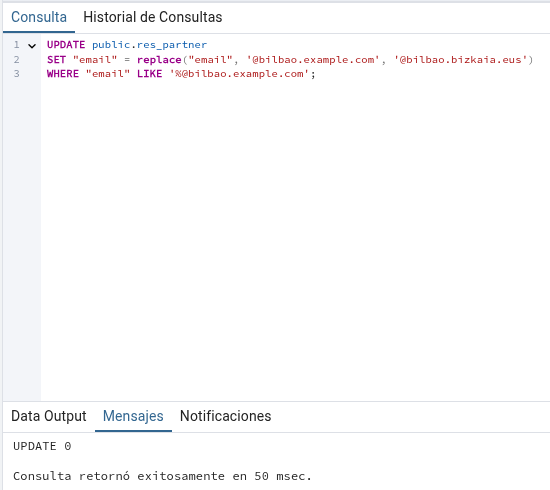 Consulta Historial de Consultas
1 UPDATE public.res_partner
2 SET "email" = replace("email", '@bilbao.example.com', '@bilbao.bizkaia.eus')
3 WHERE "email" LIKE '%@bilbao.example.com';
Data Output Mensajes Notificaciones
UPDATE 0
Consulta retornó exitosamente en 50 msec.